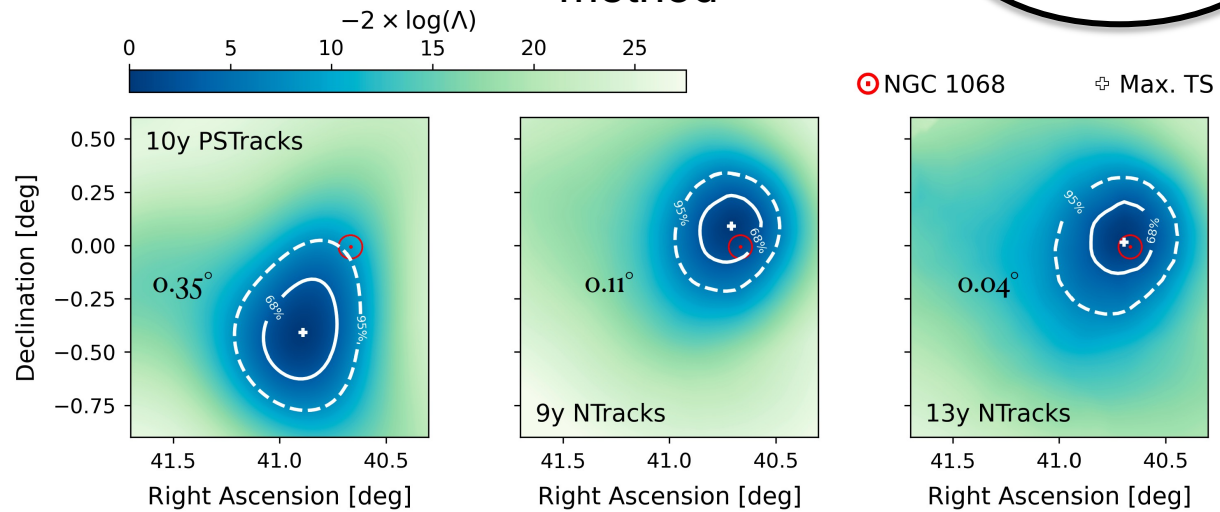 −2 × log(Λ)
0 5 10 15 20 25
NGC 1068 Max. TS
10y PSTracks
0.35°
68%
95%
9y NTracks
0.11°
95%
68%
13y NTracks
0.04°
95%
68%
Declination [deg]
0.50
0.25
0.00
−0.25
−0.50
−0.75
41.5 41.0 40.5
41.5 41.0 40.5
41.5 41.0 40.5
Right Ascension [deg]
Right Ascension [deg]
Right Ascension [deg]